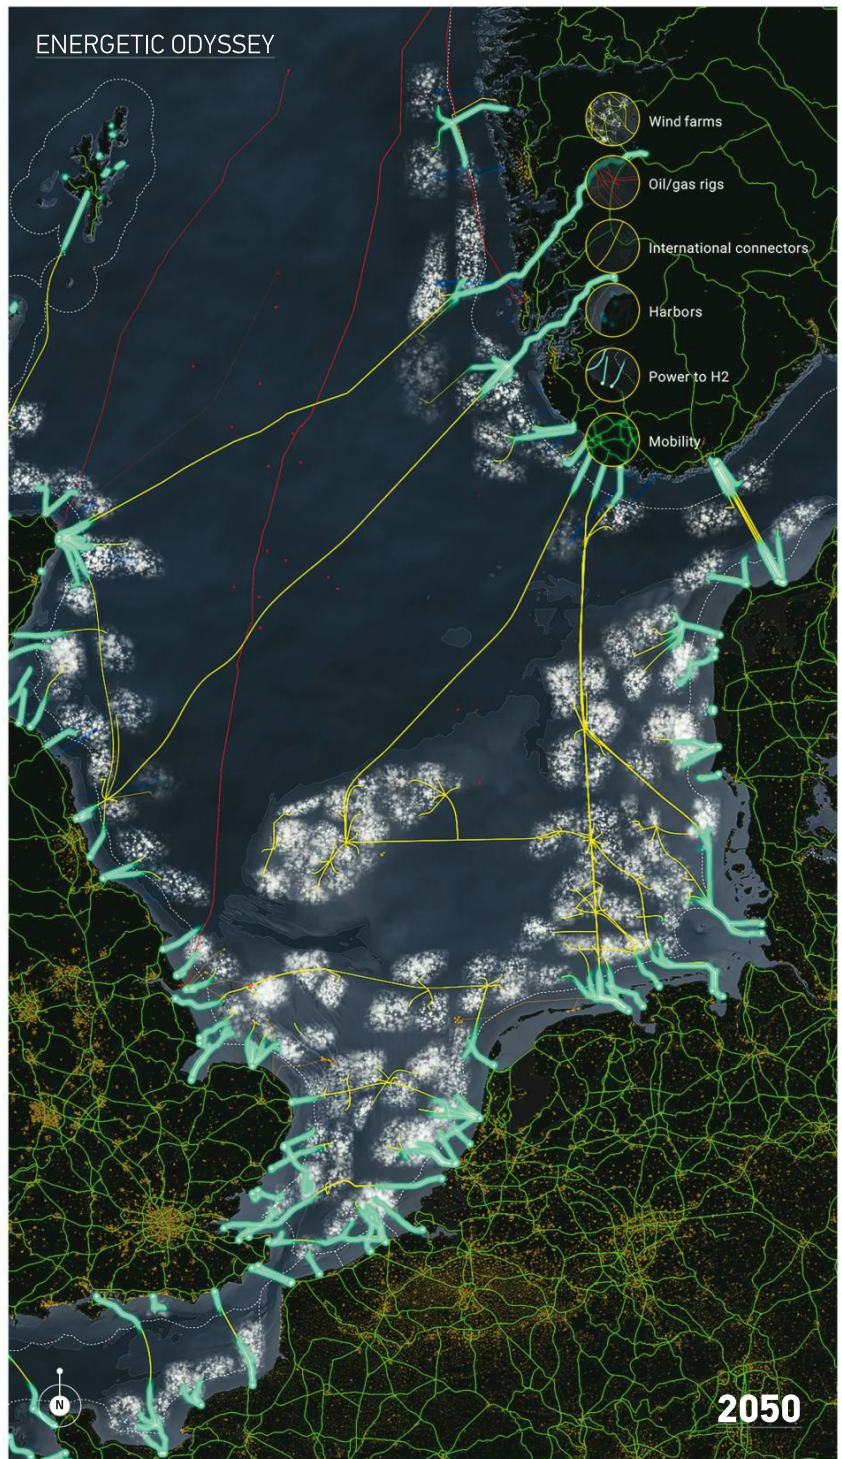 ENERGETIC ODYSSEY
Wind farms
Oil/gas rigs
International connectors
Harbors
Power to H2
Mobility
N
2050